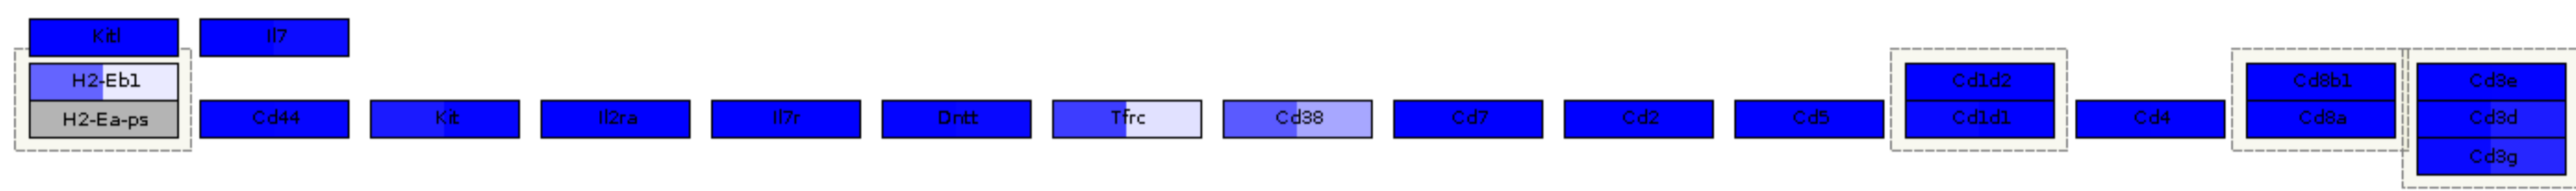 Kitl Il7
H2-Eb1 Cd1d2 Cd8b1 Cd3e
H2-Ea-ps Cd44 Kit Il2ra Il7r Dntt Tfrc Cd38 Cd7 Cd2 Cd5 Cd1d1 Cd4 Cd8a Cd3d
Cd3g